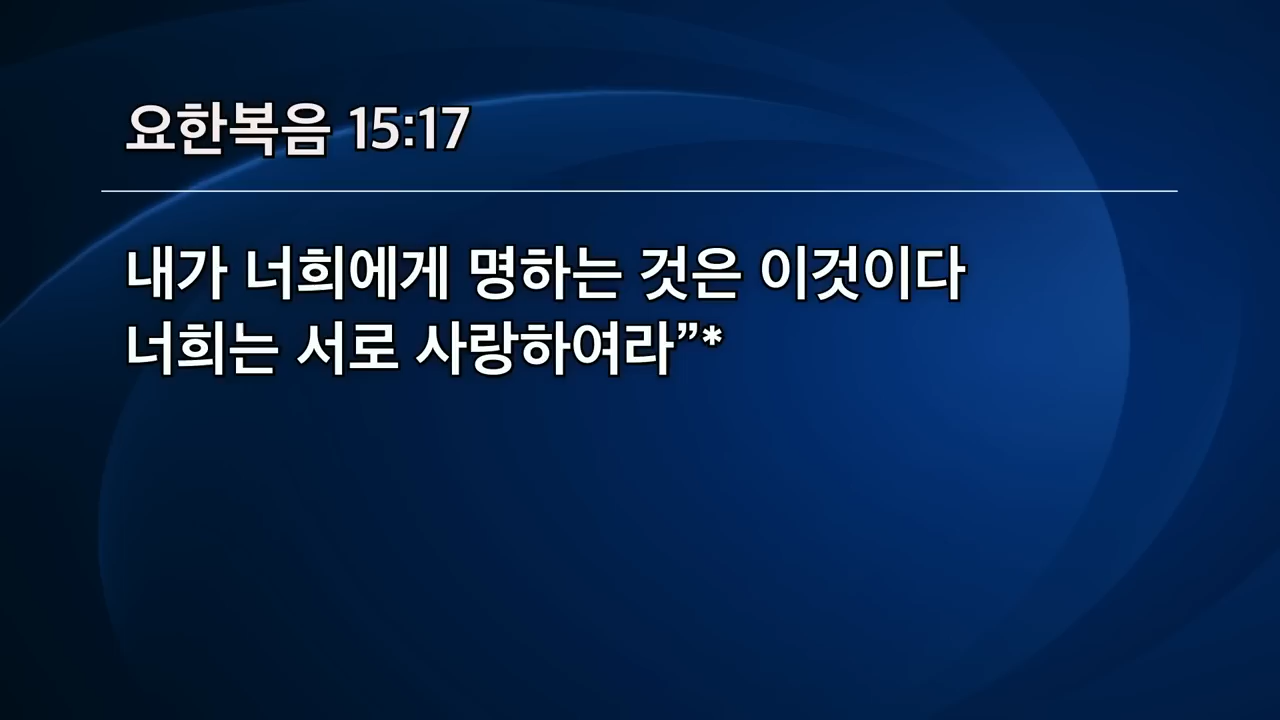 요한복음 15:17
내가 너희에게 명하는 것은 이것이다
너희는 서로 사랑하여라”*